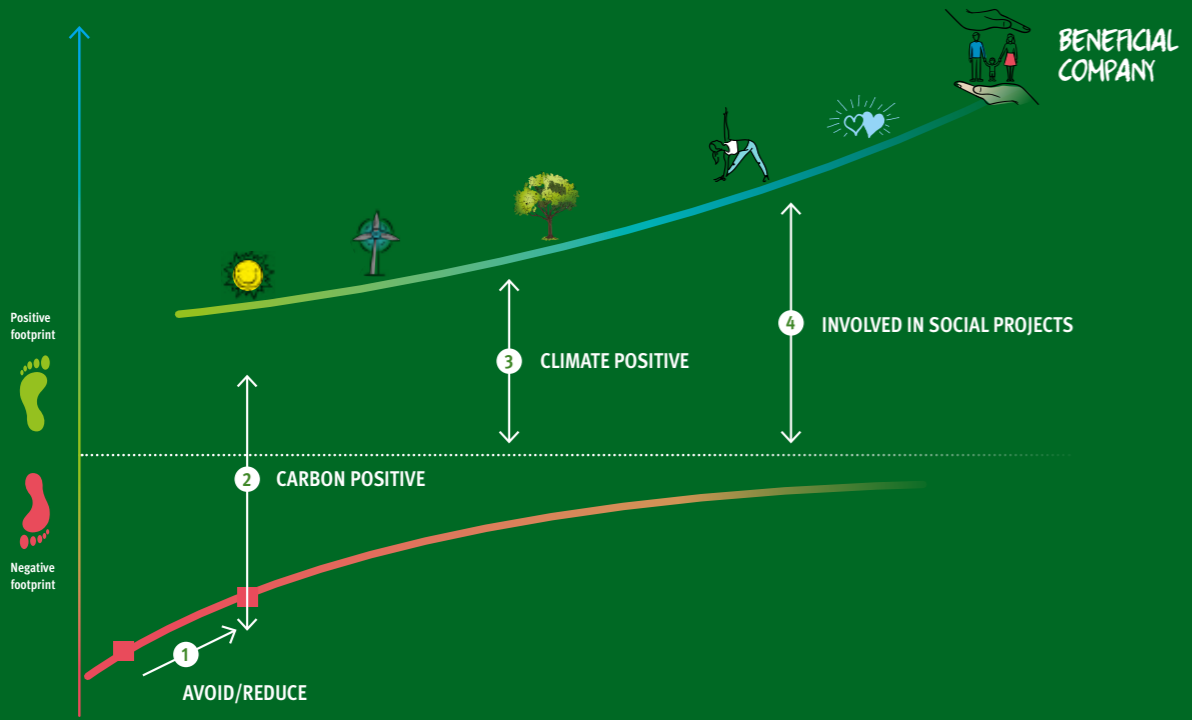 BENEFICIAL
COMPANY
Positive
footprint
4 INVOLVED IN SOCIAL PROJECTS
3 CLIMATE POSITIVE
2 CARBON POSITIVE
Negative
footprint
1
AVOID/REDUCE